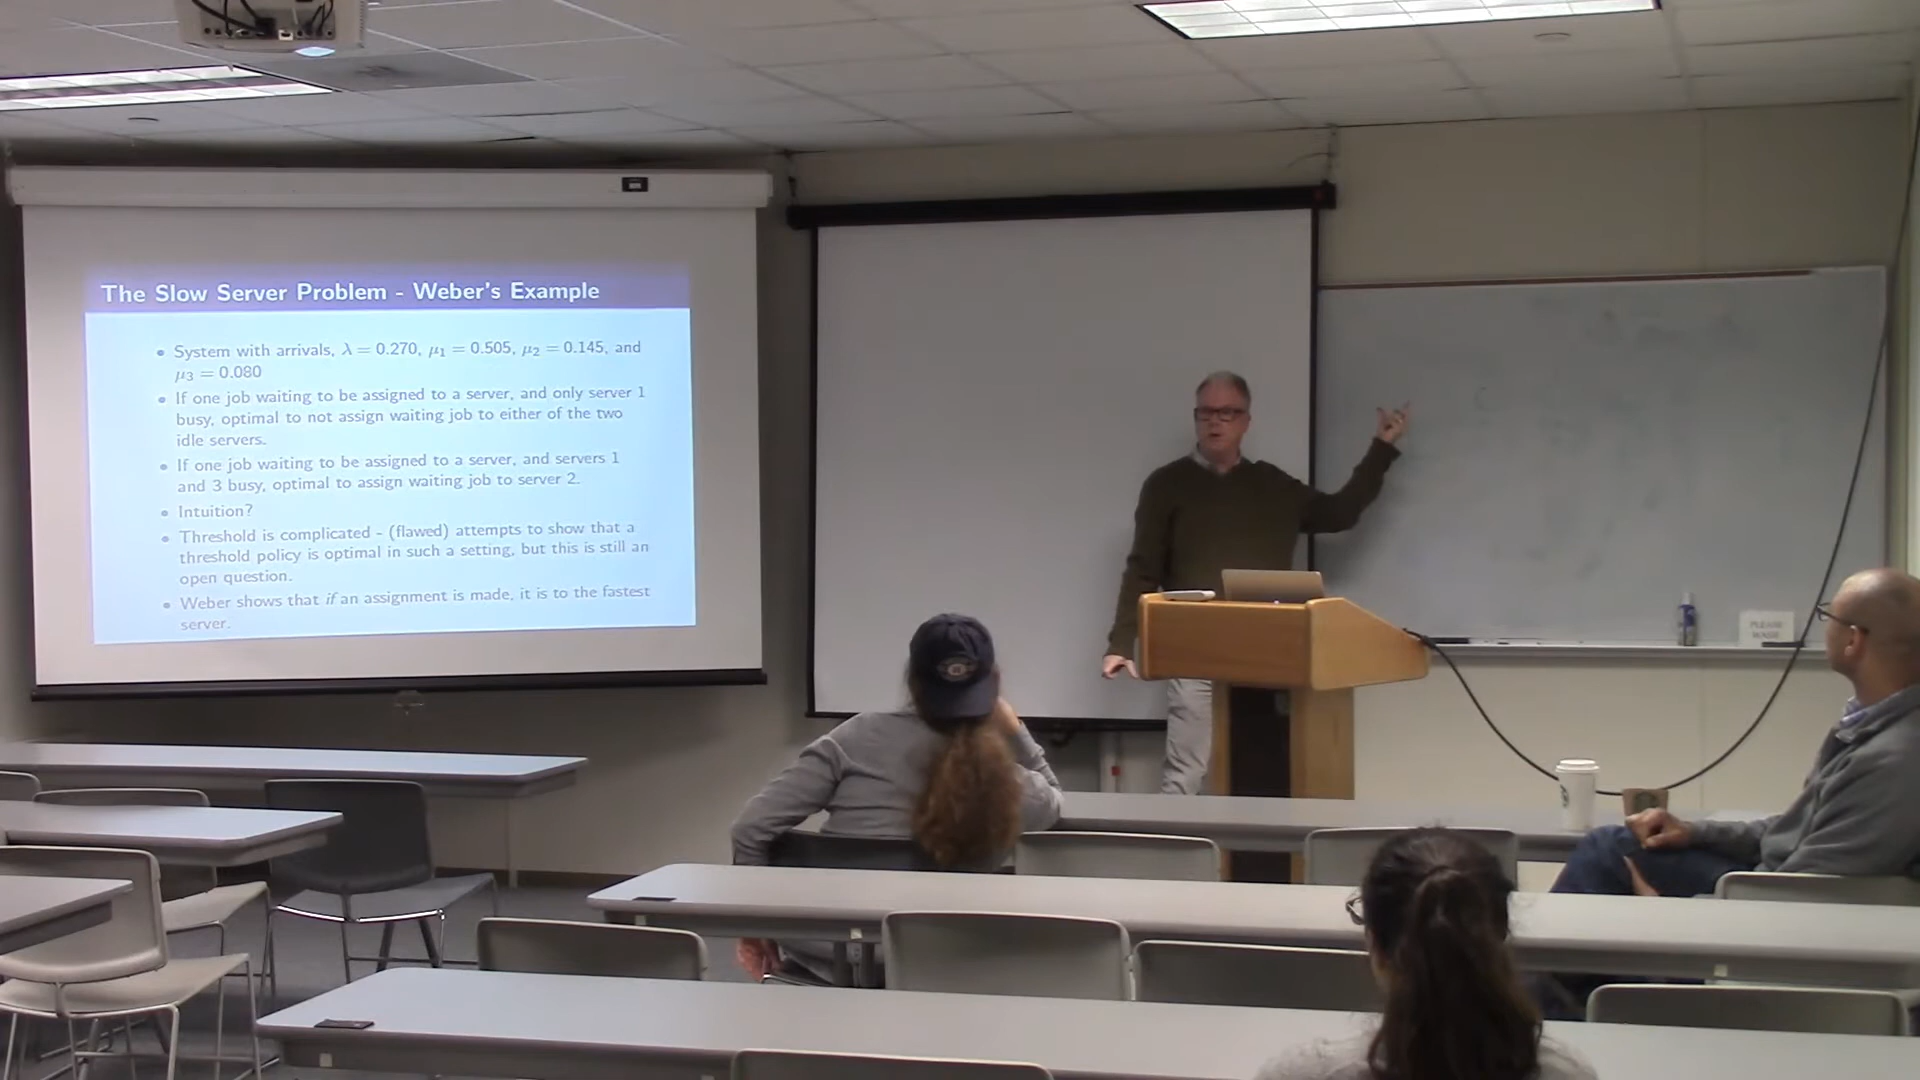 The Slow Server Problem - Weber's Example
• System with arrivals, λ = 0.270, μ1 = 0.505, μ2 = 0.145, and
μ3 = 0.080
• If one job waiting to be assigned to a server, and only server 1
busy, optimal to not assign waiting job to either of the two
idle servers.
• If one job waiting to be assigned to a server, and servers 1
and 3 busy, optimal to assign waiting job to server 2.
• Intuition?
• Threshold is complicated - (flawed) attempts to show that a
threshold policy is optimal in such a setting, but this is still an
open question.
• Weber shows that if an assignment is made, it is to the fastest
server.
PLEASE